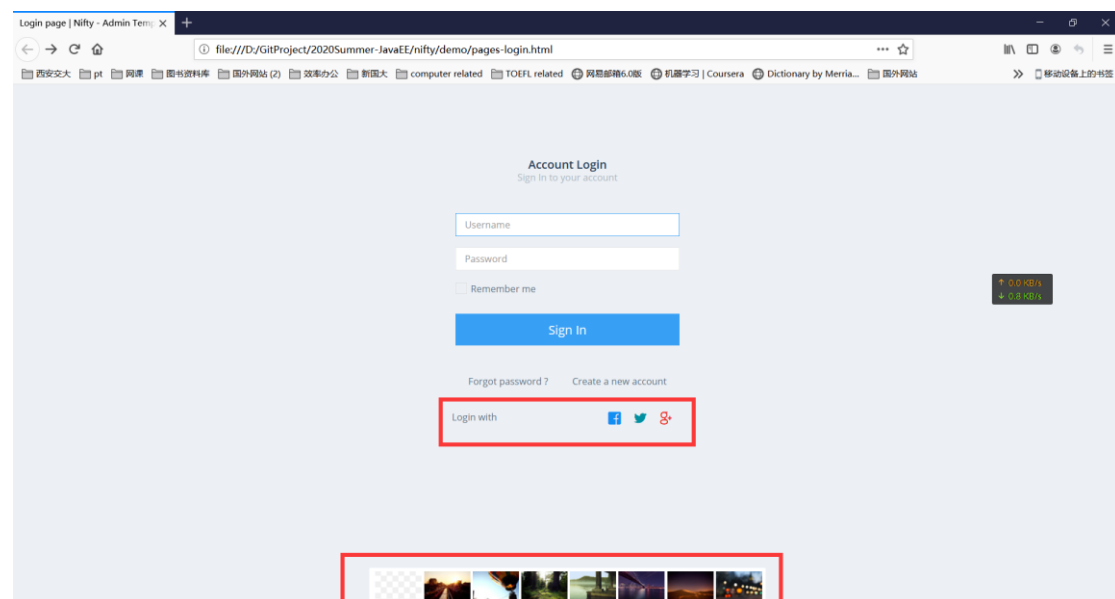 Login page | Nifty - Admin Temp
file:///D:/GitProject/2020Summer-JavaEE/nifty/demo/pages-login.html
西安交大 pt 网课 图书资料库 国外网站 (2) 效率办公 新国大 computer related TOEFL related 网易邮箱6.0版 机器学习 | Coursera Dictionary by Merria... 国外网站 移动设备上的书签
Account Login
Sign In to your account
Username
Password
Remember me
↑ 0.0 KB/s
↓ 0.8 KB/s
Sign In
Forgot password ? Create a new account
Login with